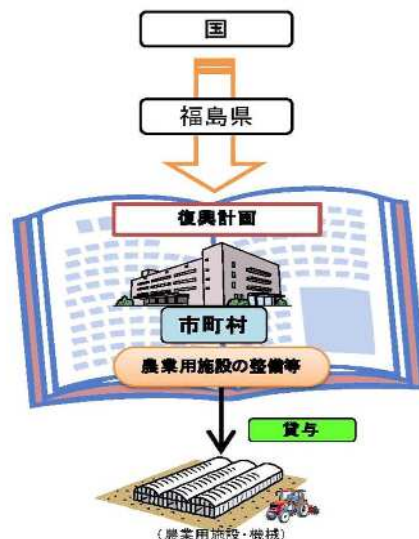 国
福島県
復興計画
市町村
農業用施設の整備等
貸与
(農業用施設・機械)